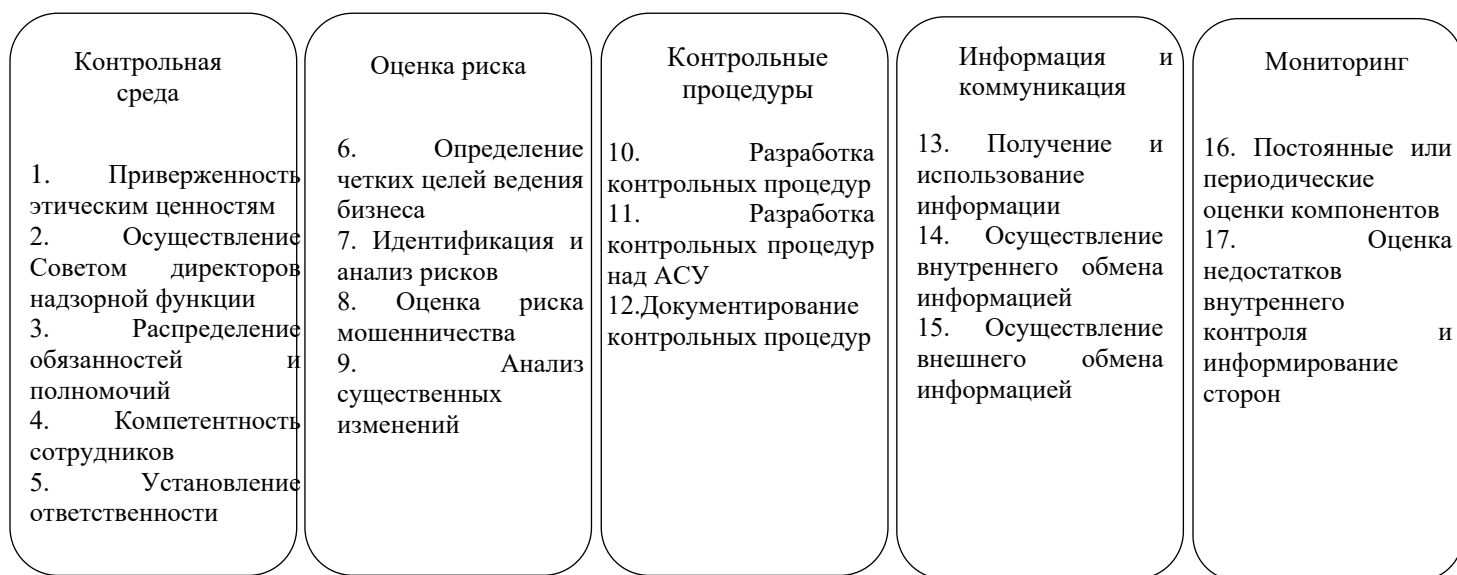 Контрольная
среда
1. Приверженность
этическим ценностям
2. Осуществление
Советом директоров
надзорной функции
3. Распределение
обязанностей и
полномочий
4. Компетентность
сотрудников
5. Установление
ответственности
Оценка риска
6. Определение
четких целей ведения
бизнеса
7. Идентификация и
анализ рисков
8. Оценка риска
мошенничества
9. Анализ
существенных
изменений
Контрольные
процедуры
10. Разработка
контрольных процедур
11. Разработка
контрольных процедур
над АСУ
12.Документирование
контрольных процедур
Информация и
коммуникация
13. Получение и
использование
информации
14. Осуществление
внутреннего обмена
информацией
15. Осуществление
внешнего обмена
информацией
Мониторинг
16. Постоянные или
периодические
оценки компонентов
17. Оценка
недостатков
внутреннего
контроля и
информирование
сторон